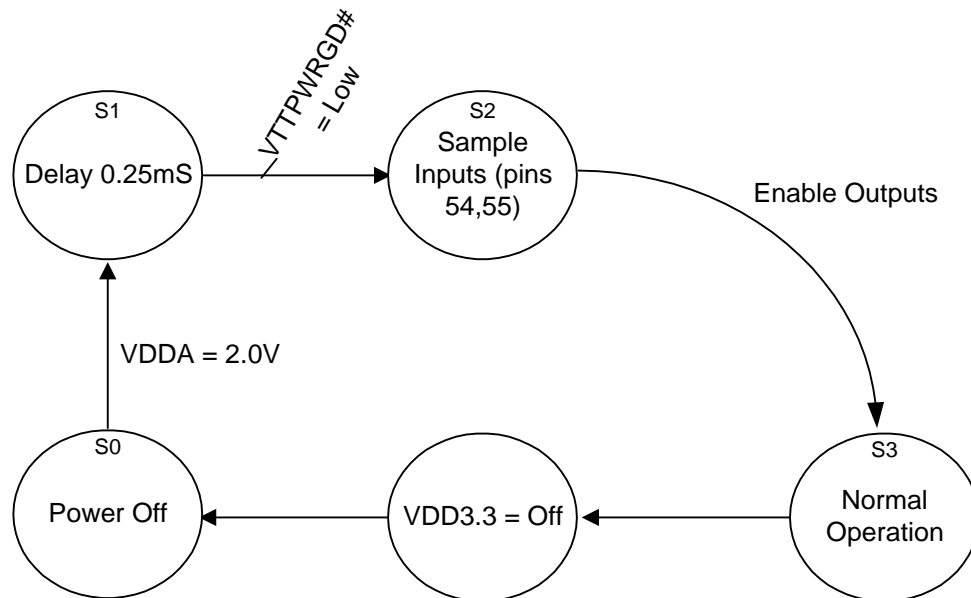 VTTPWRGD#
= Low
S1
Delay 0.25mS
S2
Sample
Inputs (pins
54,55)
Enable Outputs
VDDA = 2.0V
S0
Power Off
VDD3.3 = Off
S3
Normal
Operation